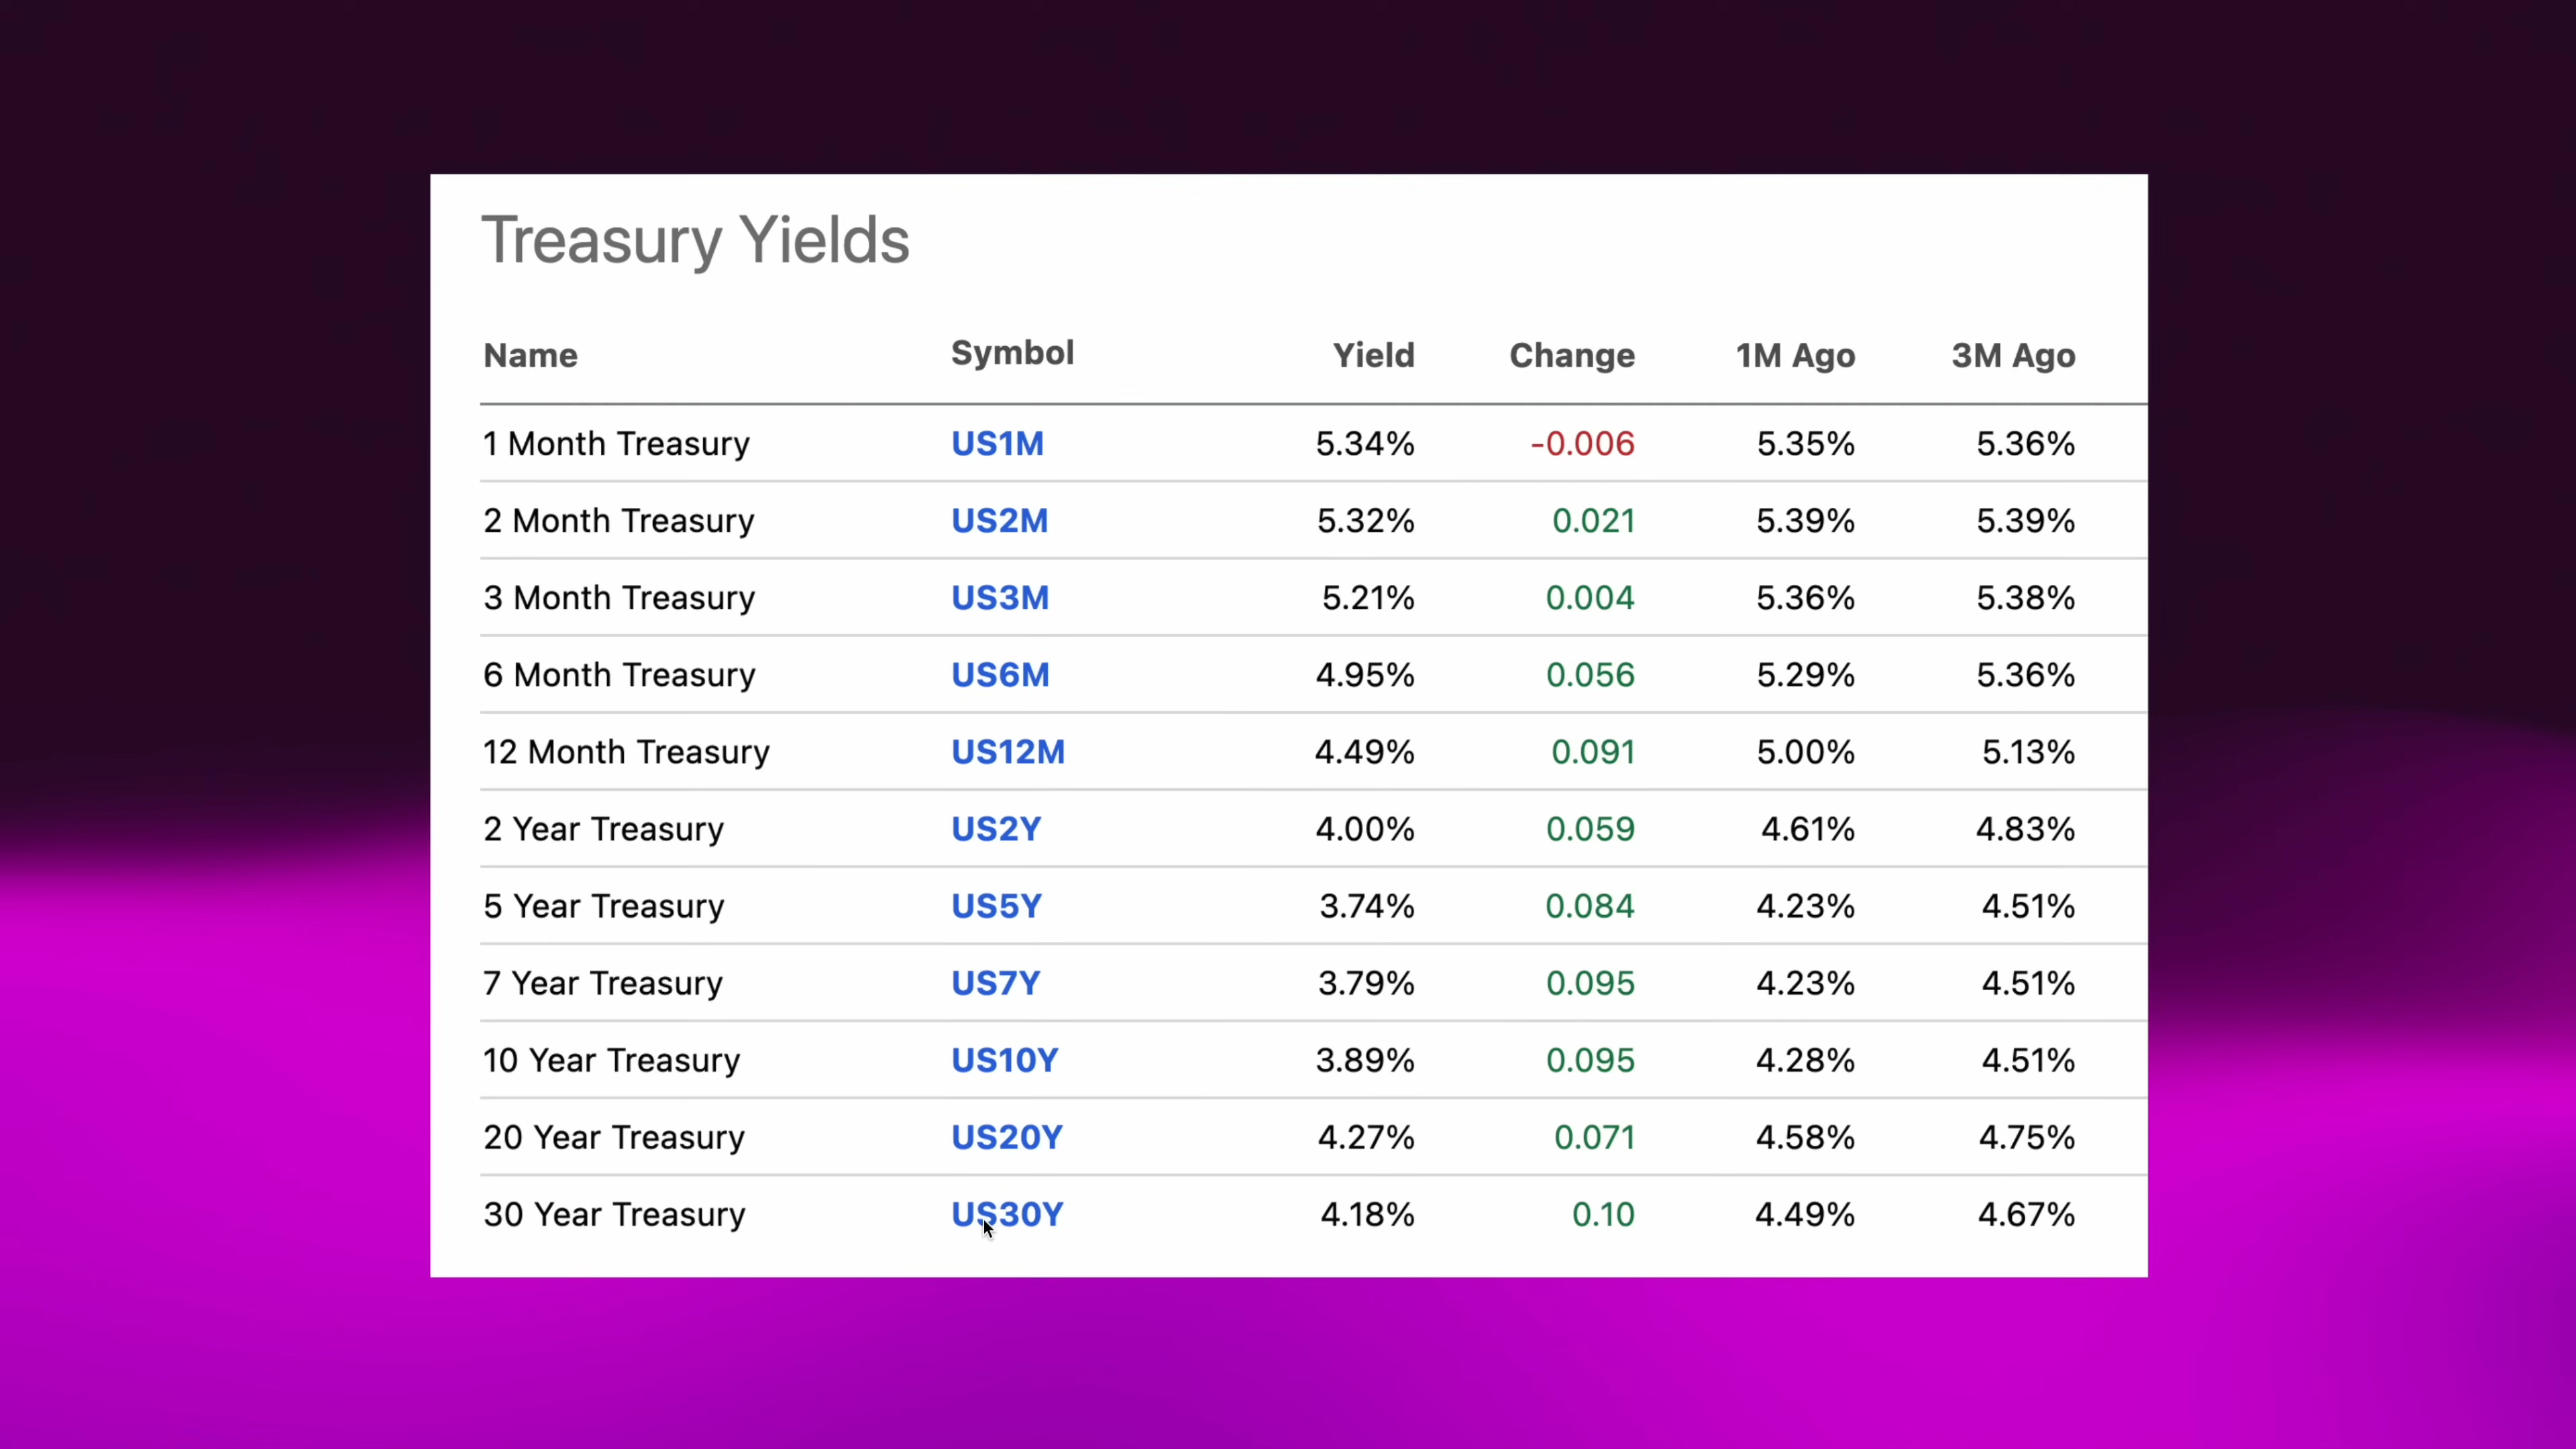 Treasury Yields
Name Symbol Yield Change 1M Ago 3M Ago
1 Month Treasury US1M 5.34% -0.006 5.35% 5.36%
2 Month Treasury US2M 5.32% 0.021 5.39% 5.39%
3 Month Treasury US3M 5.21% 0.004 5.36% 5.38%
6 Month Treasury US6M 4.95% 0.056 5.29% 5.36%
12 Month Treasury US12M 4.49% 0.091 5.00% 5.13%
2 Year Treasury US2Y 4.00% 0.059 4.61% 4.83%
5 Year Treasury US5Y 3.74% 0.084 4.23% 4.51%
7 Year Treasury US7Y 3.79% 0.095 4.23% 4.51%
10 Year Treasury US10Y 3.89% 0.095 4.28% 4.51%
20 Year Treasury US20Y 4.27% 0.071 4.58% 4.75%
30 Year Treasury US30Y 4.18% 0.10 4.49% 4.67%